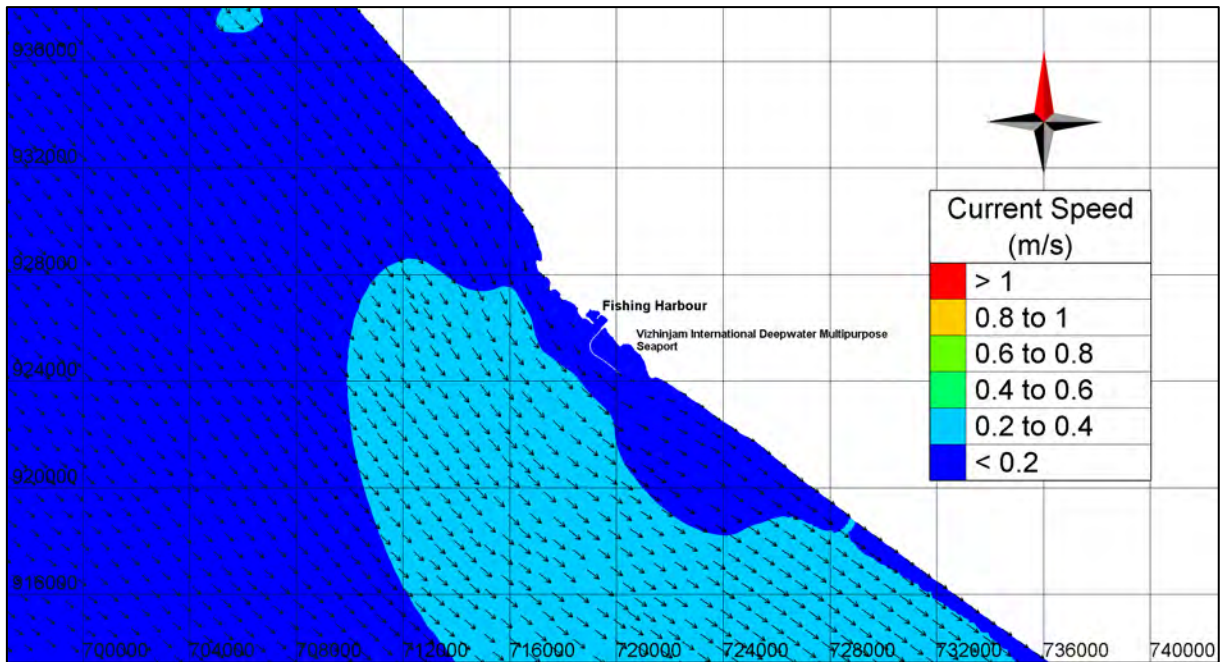 936000
932000
928000
Fishing Harbour
Vizhinjam International Deepwater Multipurpose
Seaport
924000
920000
916000
700000 704000 708000 712000 716000 720000 724000 728000 732000 736000 740000
Current Speed
(m/s)
> 1
0.8 to 1
0.6 to 0.8
0.4 to 0.6
0.2 to 0.4
< 0.2